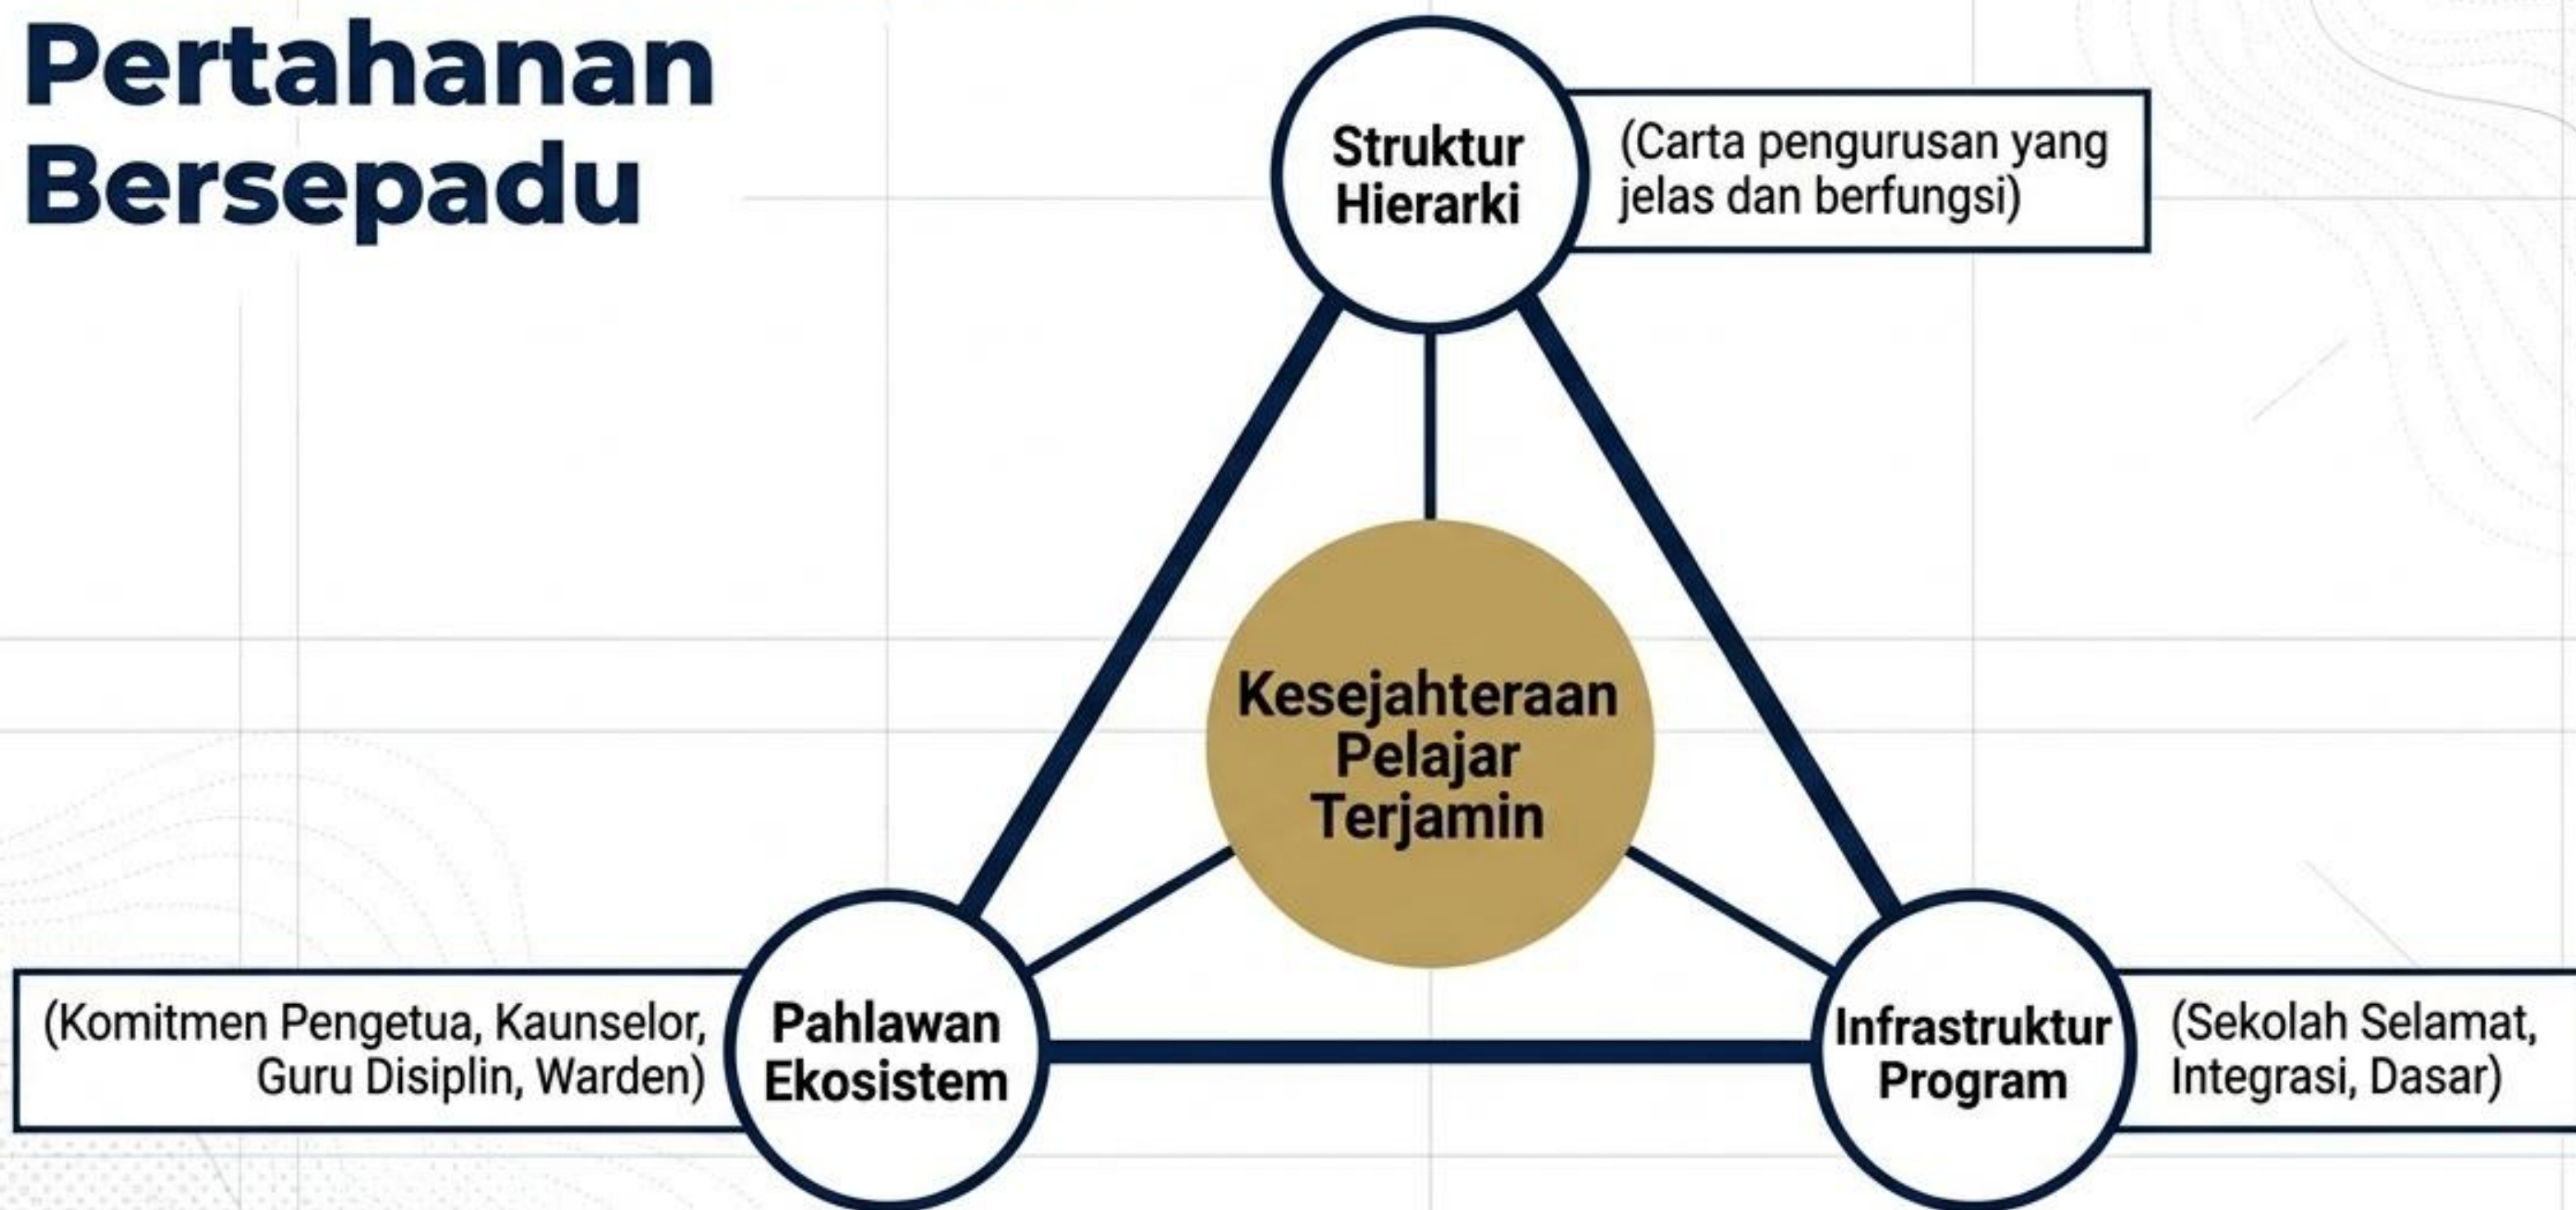 Pertahanan
Bersepadu
Struktur
Hierarki
(Carta pengurusan yang
jelas dan berfungsi)
Kesejahteraan
Pelajar
Terjamin
(Komitmen Pengetua, Kaunselor,
Guru Disiplin, Warden)
Pahlawan
Ekosistem
Infrastruktur
Program
(Sekolah Selamat,
Integrasi, Dasar)